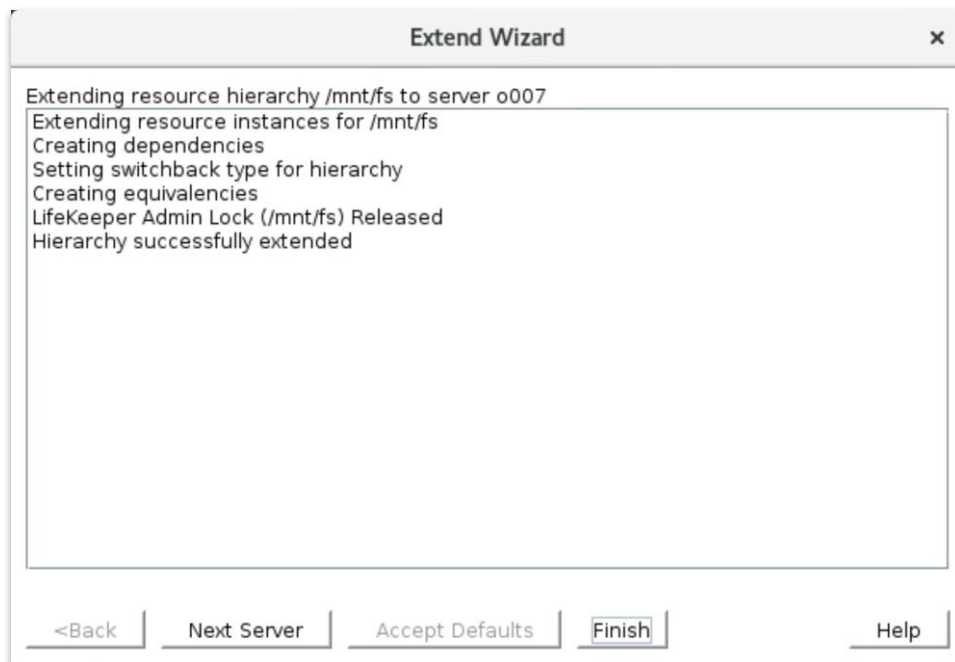 Extend Wizard
×
Extending resource hierarchy /mnt/fs to server o007
Extending resource instances for /mnt/fs
Creating dependencies
Setting switchback type for hierarchy
Creating equivalencies
LifeKeeper Admin Lock (/mnt/fs) Released
Hierarchy successfully extended
<Back Next Server Accept Defaults Finish Help